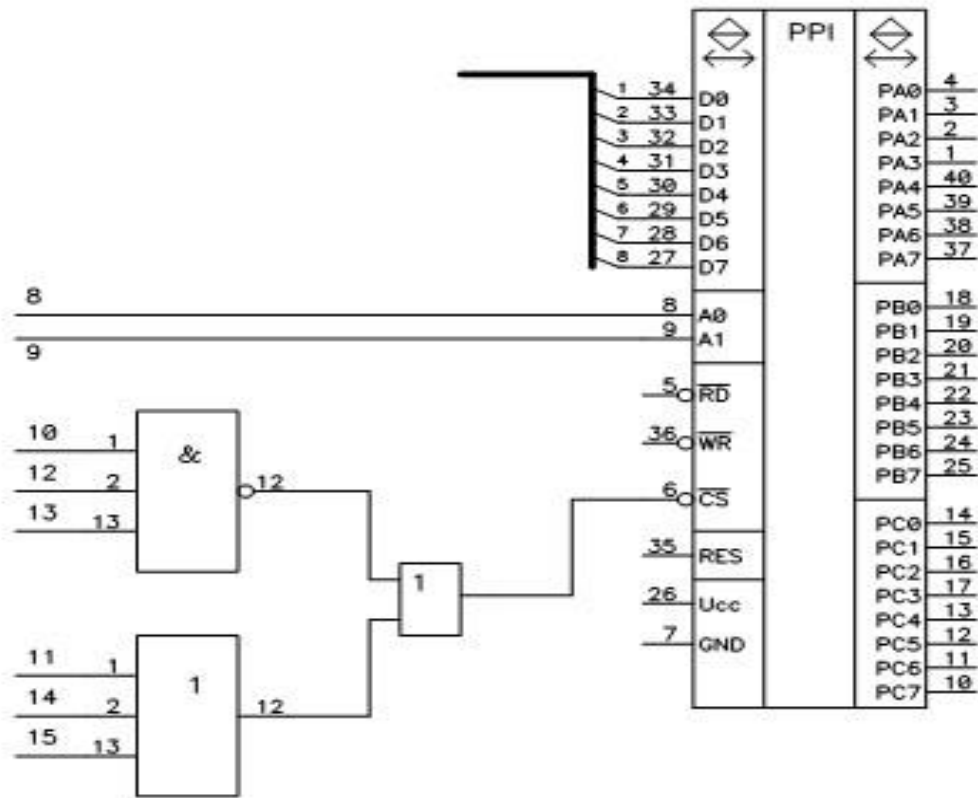 PPI
1 34 D0 PA0 4
2 33 D1 PA1 3
3 32 D2 PA2 2
4 31 D3 PA3 1
5 30 D4 PA4 40
6 29 D5 PA5 39
7 28 D6 PA6 38
8 27 D7 PA7 37
8 8 A0 PB0 18
9 9 A1 PB1 19
PB2 20
PB3 21
5 RD PB4 22
PB5 23
36 WR PB6 24
PB7 25
6 CS
PC0 14
PC1 15
35 RES PC2 16
PC3 17
26 Ucc PC4 13
7 GND PC5 12
PC6 11
PC7 10
10 1 &
12 2 12
13 13
1
11 1 1
14 2 12
15 13